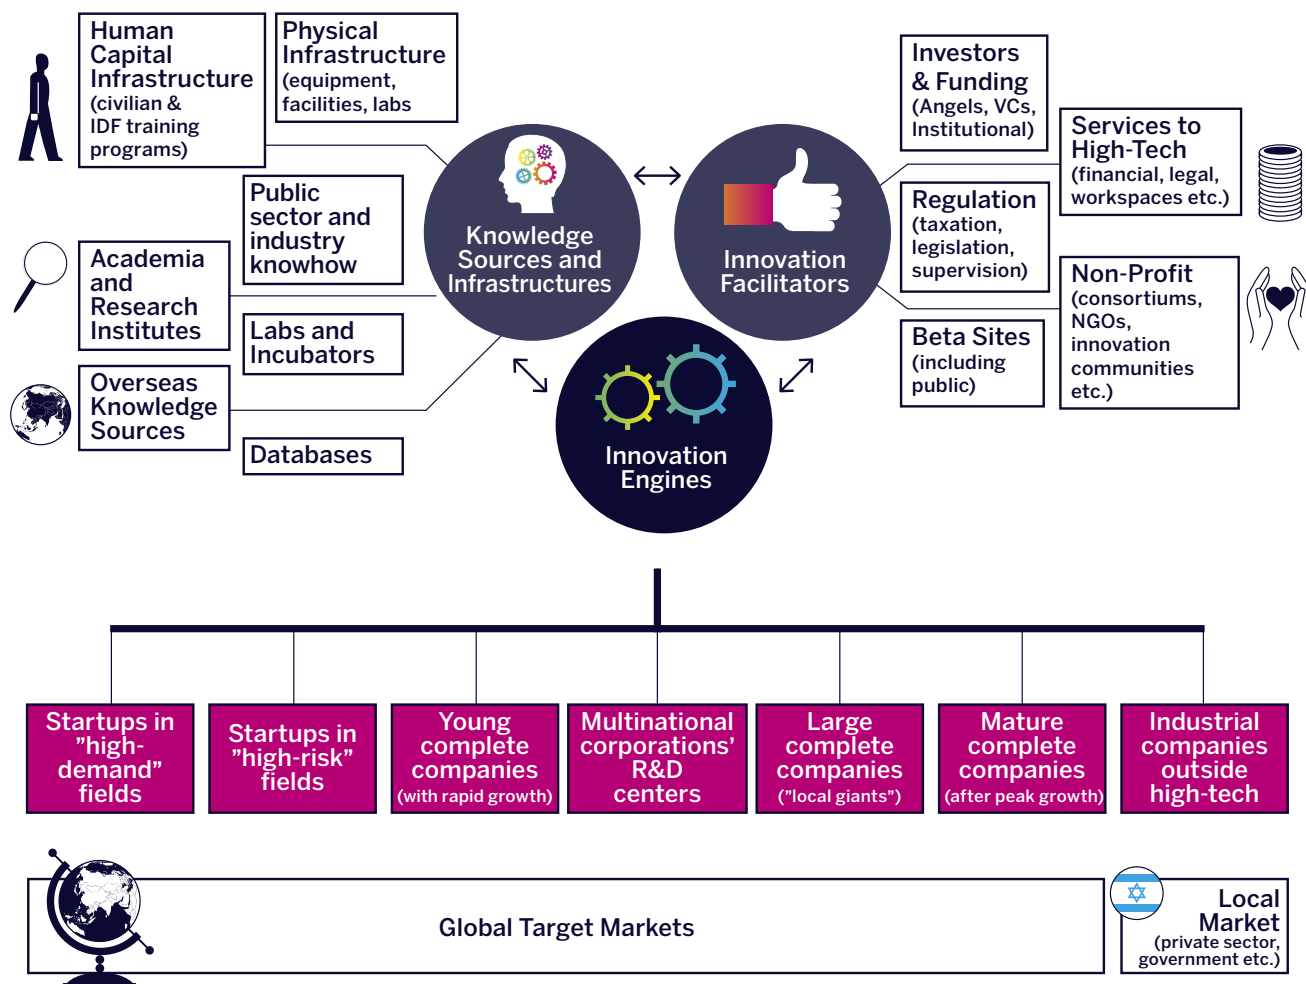 Human
Capital
Infrastructure
(civilian &
IDF training
programs)
Physical
Infrastructure
(equipment,
facilities, labs
Public
sector and
industry
knowhow
Academia
and
Research
Institutes
Labs and
Incubators
Overseas
Knowledge
Sources
Databases
Knowledge
Sources and
Infrastructures
Innovation
Facilitators
Innovation
Engines
Investors
& Funding
(Angels, VCs,
Institutional)
Services to
High-Tech
(financial, legal,
workspaces etc.)
Regulation
(taxation,
legislation,
supervision)
Non-Profit
(consortiums,
NGOs,
innovation
communities
etc.)
Beta Sites
(including
public)
Startups in
”high-
demand”
fields
Startups in
”high-risk”
fields
Young
complete
companies
(with rapid growth)
Multinational
corporations’
R&D
centers
Large
complete
companies
(”local giants”)
Mature
complete
companies
(after peak growth)
Industrial
companies
outside
high-tech
Global Target Markets
Local
Market
(private sector,
government etc.)